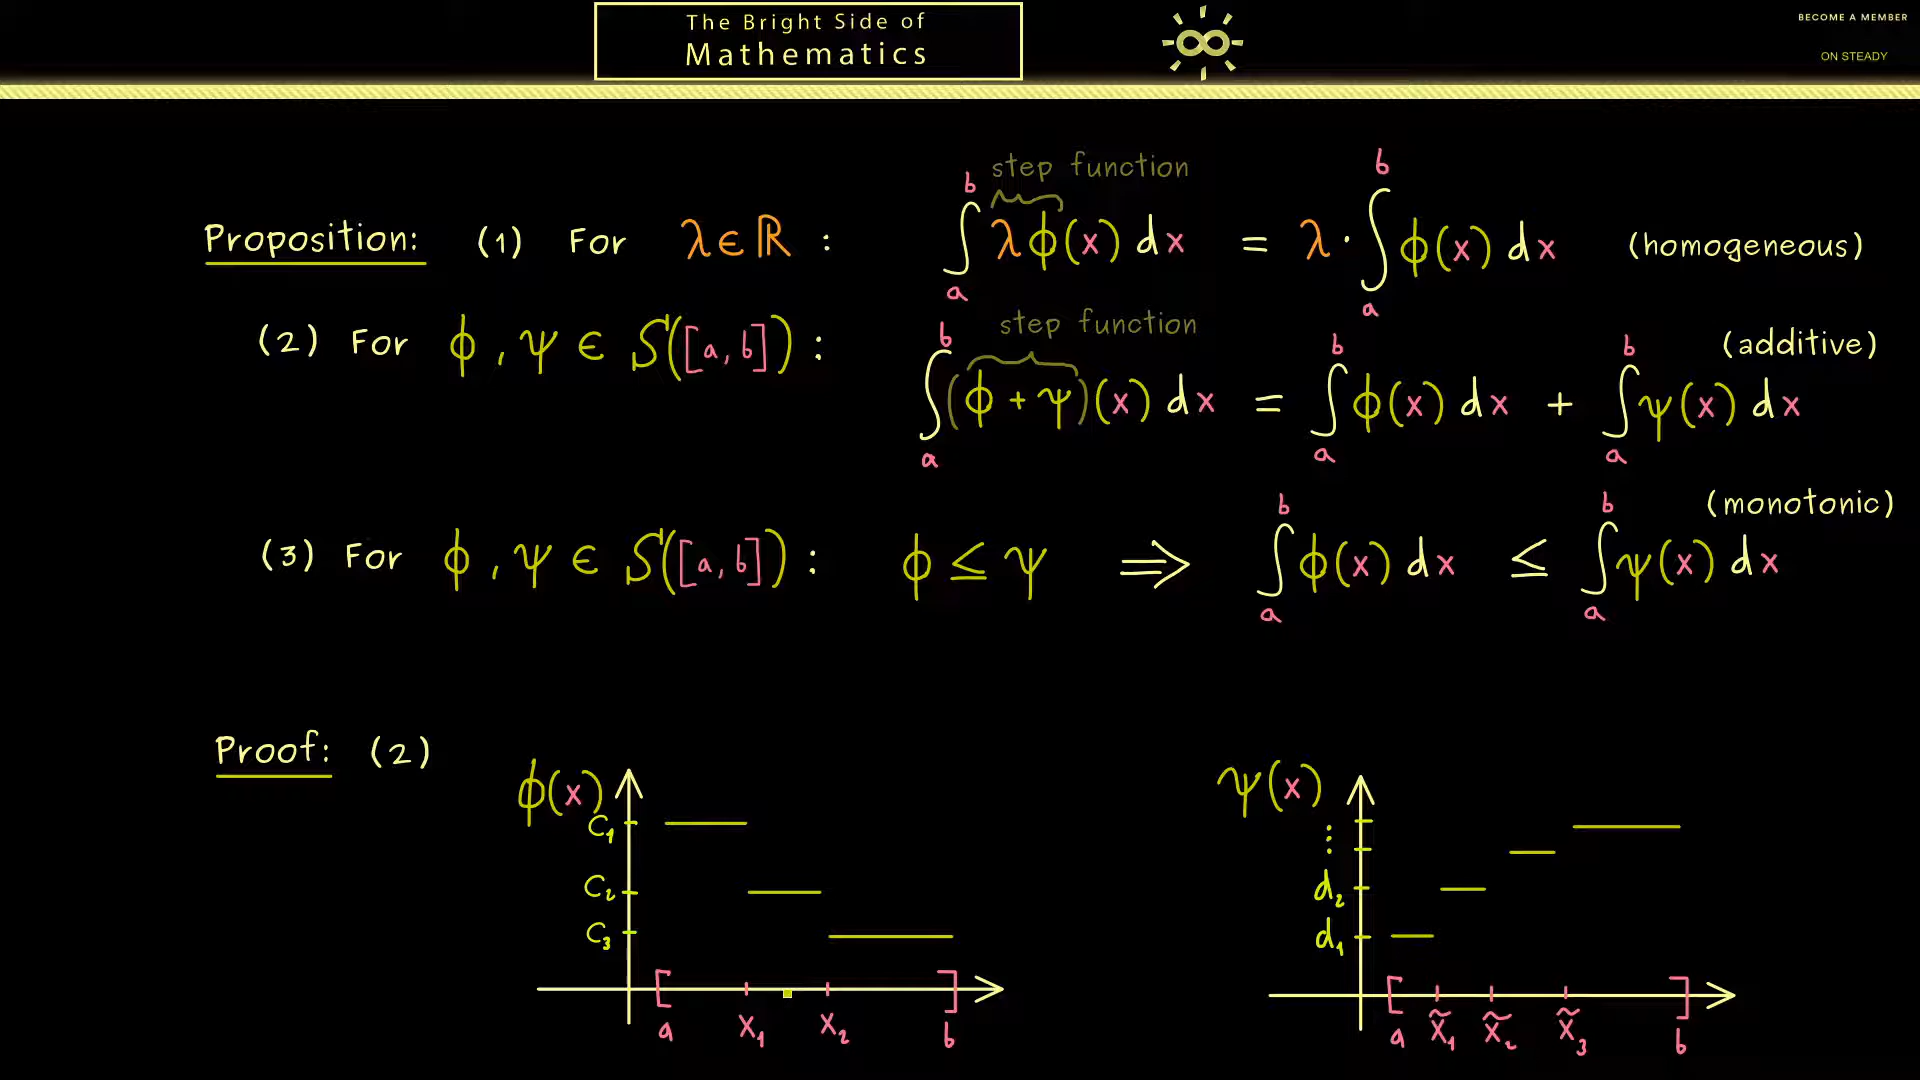 The Bright Side of
Mathematics
BECOME A MEMBER
ON STEADY
step function
Proposition: (1) For λ ∈ ℝ : ∫_a^b λ ϕ(x) dx = λ · ∫_a^b ϕ(x) dx (homogeneous)
step function
(2) For ϕ , ψ ∈ S([a, b]) : (additive)
∫_a^b (ϕ + ψ)(x) dx = ∫_a^b ϕ(x) dx + ∫_a^b ψ(x) dx
(monotonic)
(3) For ϕ , ψ ∈ S([a, b]) : ϕ ≤ ψ ⟹ ∫_a^b ϕ(x) dx ≤ ∫_a^b ψ(x) dx
Proof: (2)
ϕ(x)
c₁
c₂
c₃
[ ]
a x₁ x₂ b
ψ(x)
⋮
d₂
d₁
[ ]
a x̃₁ x̃₂ x̃₃ b